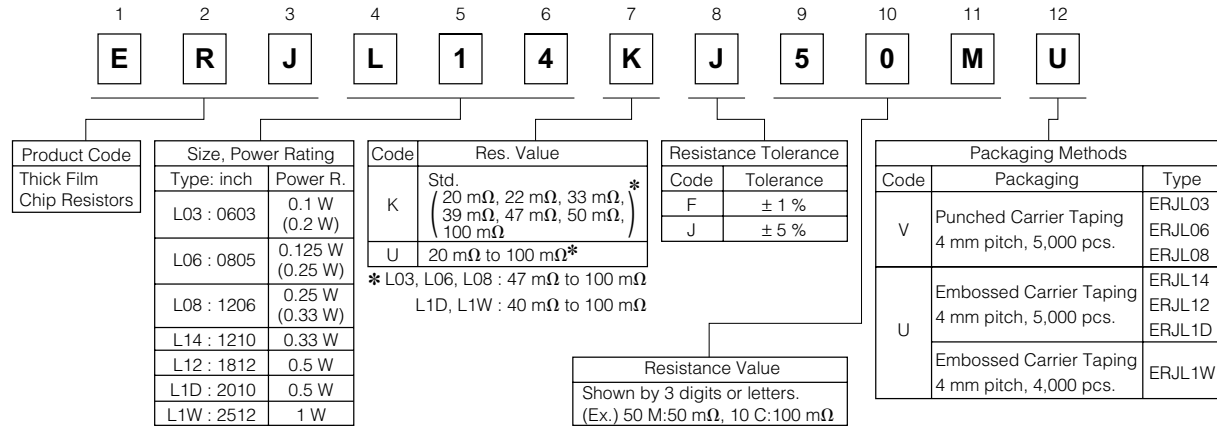 1 2 3 4 5 6 7 8 9 10 11 12
E R J L 1 4 K J 5 0 M U
Product Code
Thick Film
Chip Resistors
Size, Power Rating
Type: inch Power R.
L03 : 0603 0.1 W (0.2 W)
L06 : 0805 0.125 W (0.25 W)
L08 : 1206 0.25 W (0.33 W)
L14 : 1210 0.33 W
L12 : 1812 0.5 W
L1D : 2010 0.5 W
L1W : 2512 1 W
Code Res. Value
K Std.
( 20 mΩ, 22 mΩ, 33 mΩ,
39 mΩ, 47 mΩ, 50 mΩ,
100 mΩ )*
U 20 mΩ to 100 mΩ*
* L03, L06, L08 : 47 mΩ to 100 mΩ
L1D, L1W : 40 mΩ to 100 mΩ
Resistance Tolerance
Code Tolerance
F ± 1 %
J ± 5 %
Resistance Value
Shown by 3 digits or letters.
(Ex.) 50 M:50 mΩ, 10 C:100 mΩ
Packaging Methods
Code Packaging Type
V Punched Carrier Taping
4 mm pitch, 5,000 pcs.
ERJL03
ERJL06
ERJL08
U Embossed Carrier Taping
4 mm pitch, 5,000 pcs.
ERJL14
ERJL12
ERJL1D
Embossed Carrier Taping
4 mm pitch, 4,000 pcs.
ERJL1W